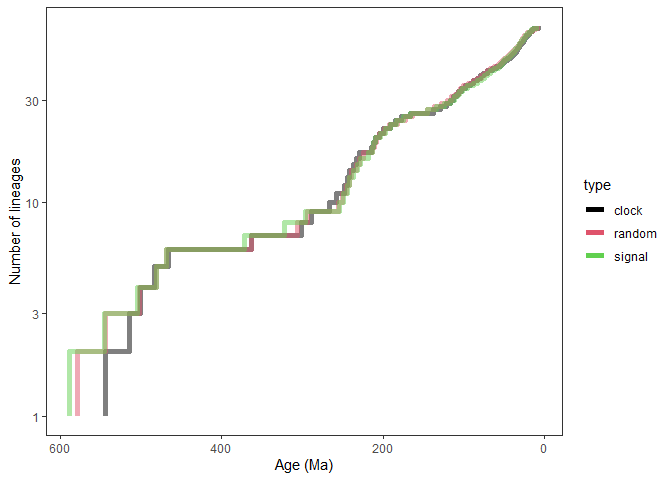 30
10
3
1
Number of lineages
600
400
200
0
Age (Ma)
type
clock
random
signal